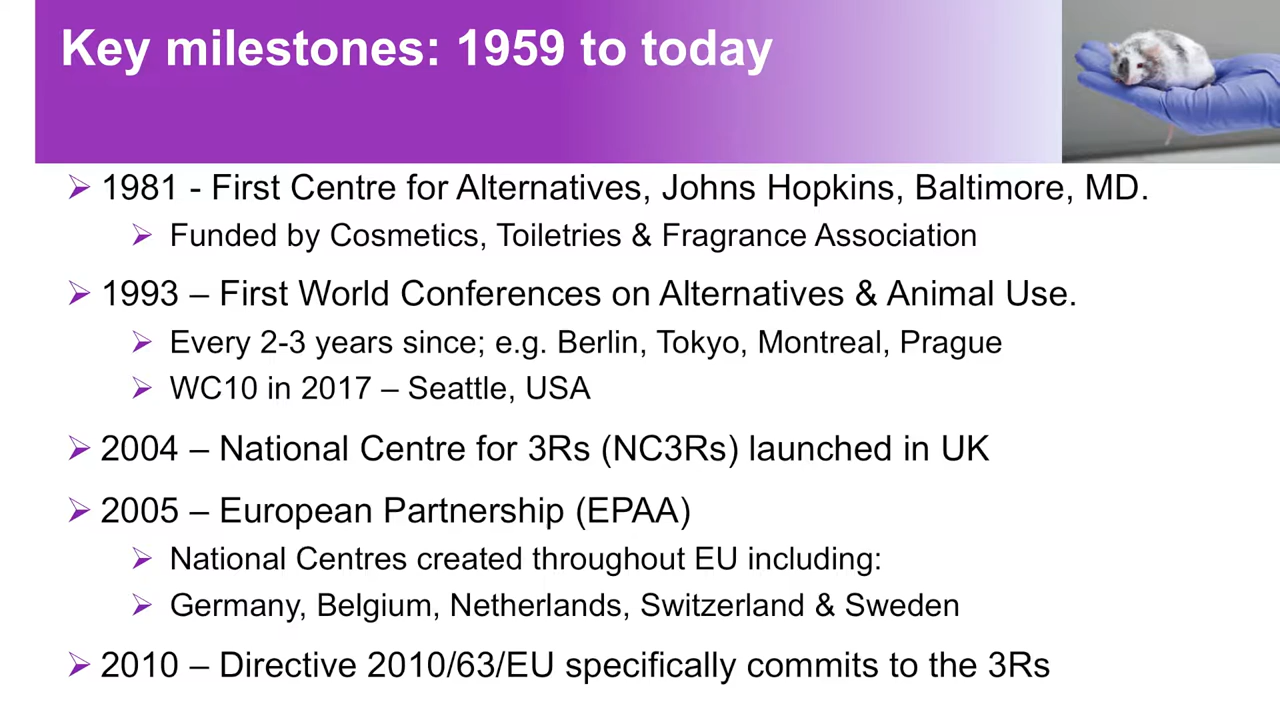 Key milestones: 1959 to today
1981 - First Centre for Alternatives, Johns Hopkins, Baltimore, MD.
Funded by Cosmetics, Toiletries & Fragrance Association
1993 – First World Conferences on Alternatives & Animal Use.
Every 2-3 years since; e.g. Berlin, Tokyo, Montreal, Prague
WC10 in 2017 – Seattle, USA
2004 – National Centre for 3Rs (NC3Rs) launched in UK
2005 – European Partnership (EPAA)
National Centres created throughout EU including:
Germany, Belgium, Netherlands, Switzerland & Sweden
2010 – Directive 2010/63/EU specifically commits to the 3Rs